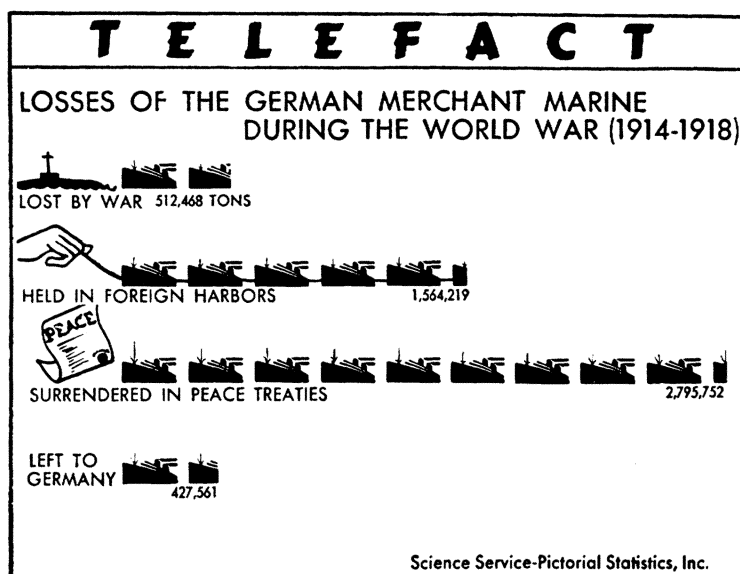 TELEFACT
LOSSES OF THE GERMAN MERCHANT MARINE
DURING THE WORLD WAR (1914-1918)
LOST BY WAR 512,468 TONS
HELD IN FOREIGN HARBORS 1,564,219
PEACE
SURRENDERED IN PEACE TREATIES 2,795,752
LEFT TO
GERMANY
427,561
Science Service-Pictorial Statistics, Inc.